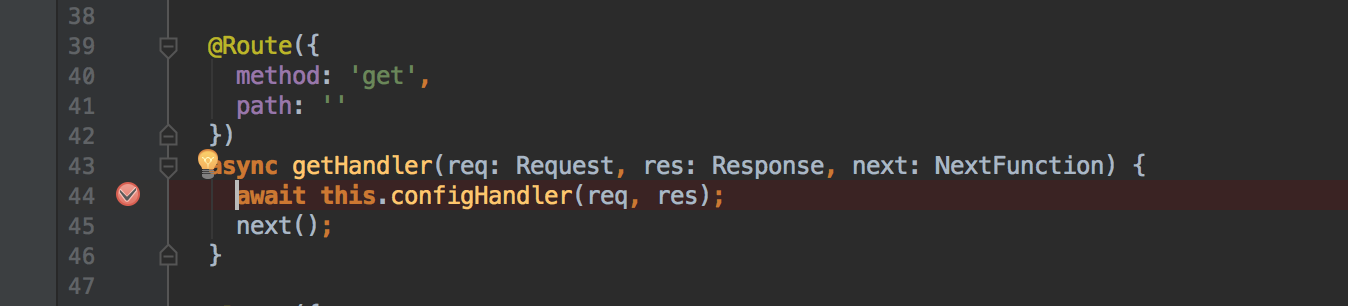 38
39 @Route({
40 method: 'get',
41 path: ''
42 })
43 async getHandler(req: Request, res: Response, next: NextFunction) {
44 await this.configHandler(req, res);
45 next();
46 }
47